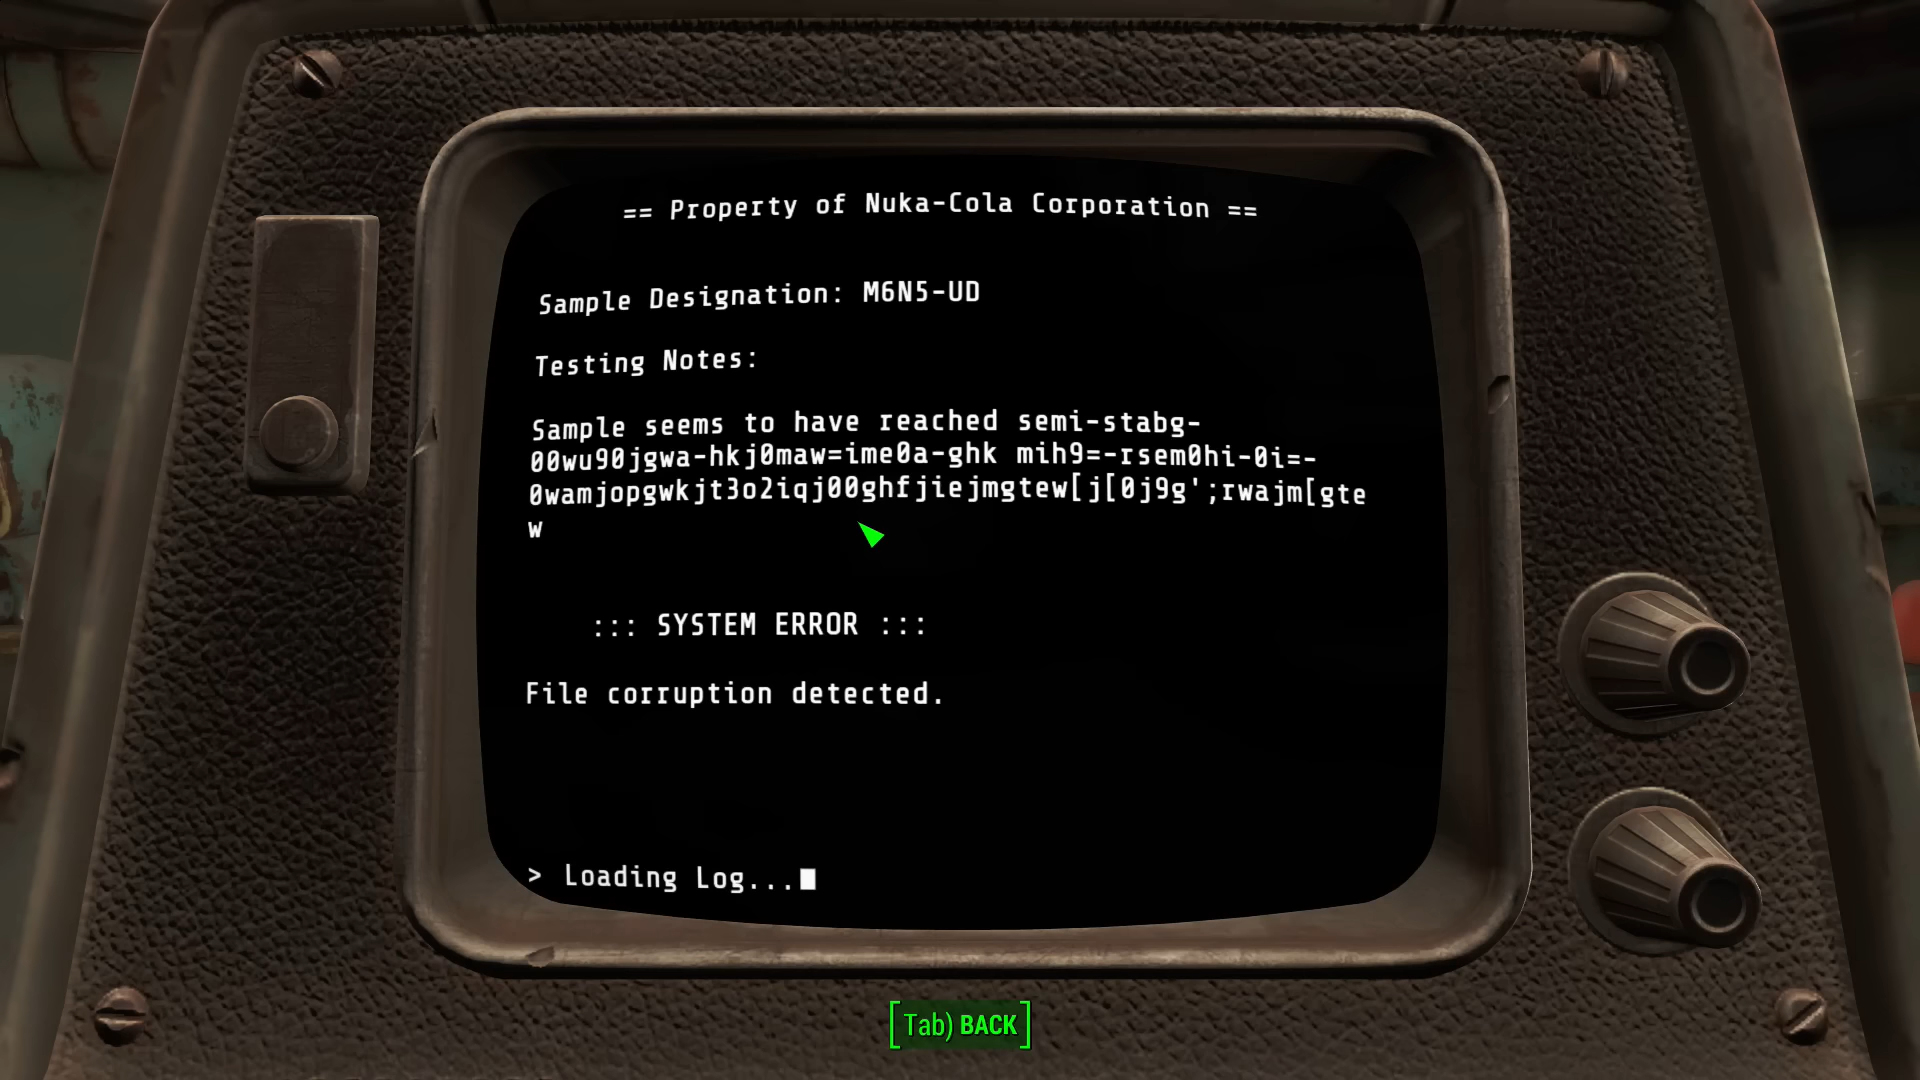 == Property of Nuka-Cola Corporation ==
Sample Designation: M6N5-UD
Testing Notes:
Sample seems to have reached semi-stabg-
00wu90jgwa-hkj0maw=ime0a-ghk mih9=-rsem0hi-0i=-
0wamjopgwkjt3o2iqj00ghfjiejmgtew[j[0j9g';rwajm[gte
w
::: SYSTEM ERROR :::
File corruption detected.
> Loading Log...
Tab) BACK